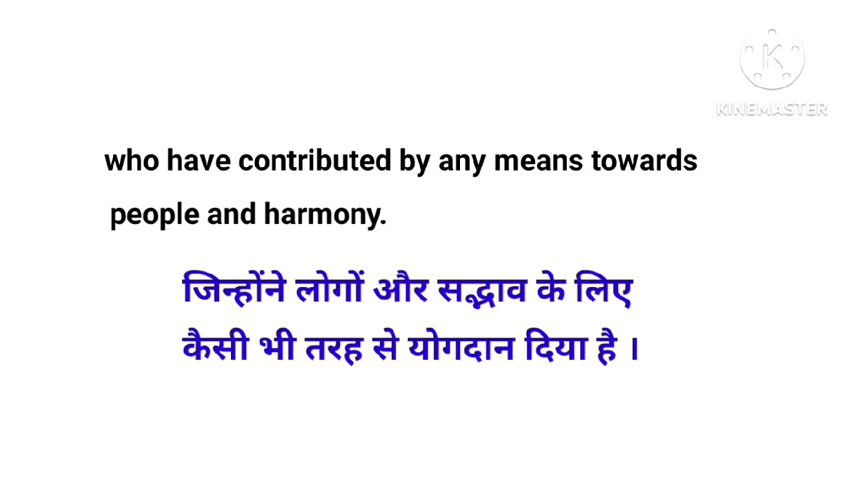 KINEMASTER
who have contributed by any means towards
people and harmony.
जिन्होंने लोगों और सद्भाव के लिए
कैसी भी तरह से योगदान दिया है ।